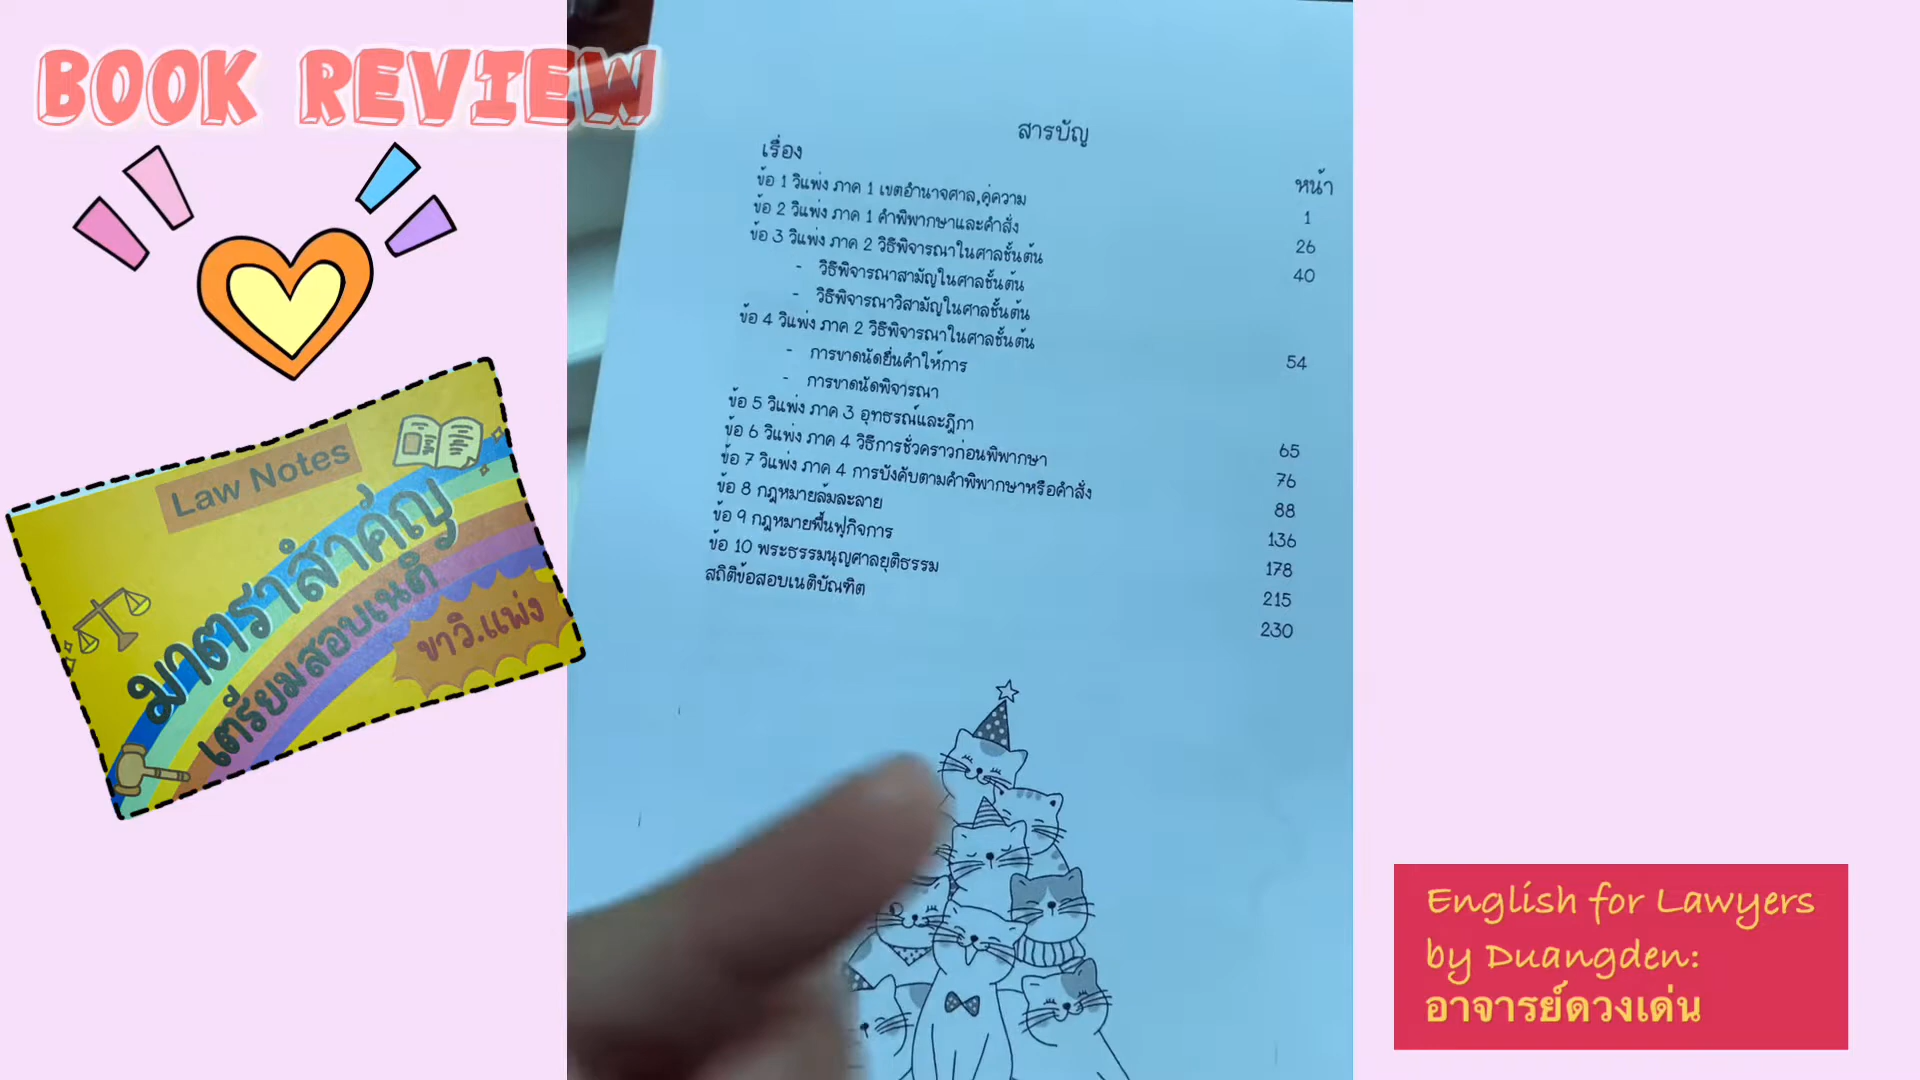 BOOK REVIEW
Law Notes
มาตราสำคัญ
เตรียมสอบเนติ
ขาวิ.แพ่ง
สารบัญ
เรื่อง หน้า
ข้อ 1 วิแพ่ง ภาค 1 เขตอำนาจศาล,คู่ความ 1
ข้อ 2 วิแพ่ง ภาค 1 คำพิพากษาและคำสั่ง 26
ข้อ 3 วิแพ่ง ภาค 2 วิธีพิจารณาในศาลชั้นต้น 40
- วิธีพิจารณาสามัญในศาลชั้นต้น
- วิธีพิจารณาวิสามัญในศาลชั้นต้น
ข้อ 4 วิแพ่ง ภาค 2 วิธีพิจารณาในศาลชั้นต้น 54
- การขาดนัดยื่นคำให้การ
- การขาดนัดพิจารณา
ข้อ 5 วิแพ่ง ภาค 3 อุทธรณ์และฎีกา 65
ข้อ 6 วิแพ่ง ภาค 4 วิธีการชั่วคราวก่อนพิพากษา 76
ข้อ 7 วิแพ่ง ภาค 4 การบังคับตามคำพิพากษาหรือคำสั่ง 88
ข้อ 8 กฎหมายล้มละลาย 136
ข้อ 9 กฎหมายฟื้นฟูกิจการ 178
ข้อ 10 พระธรรมนูญศาลยุติธรรม 215
สถิติข้อสอบเนติบัณฑิต 230
English for Lawyers
by Duangden:
อาจารย์ดวงเด่น